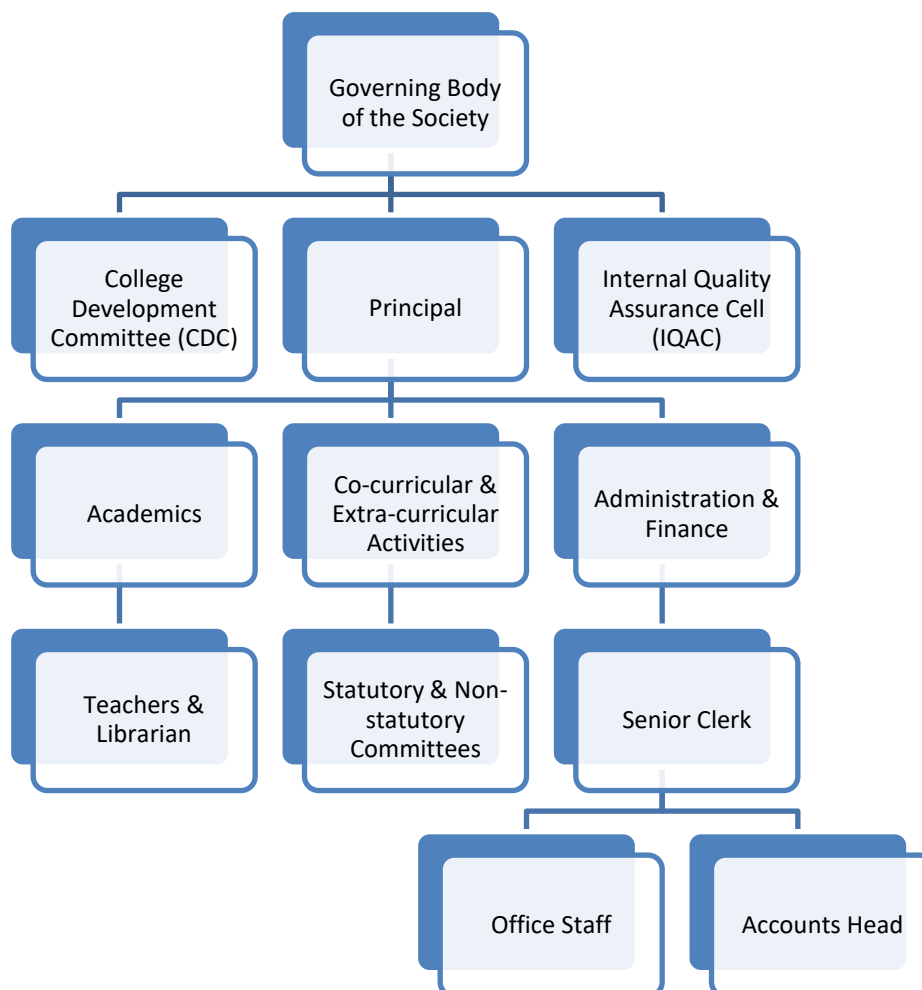 Governing Body
of the Society
College
Development
Committee (CDC)
Principal
Internal Quality
Assurance Cell
(IQAC)
Academics
Co-curricular &
Extra-curricular
Activities
Administration &
Finance
Teachers &
Librarian
Statutory & Non-
statutory
Committees
Senior Clerk
Office Staff
Accounts Head